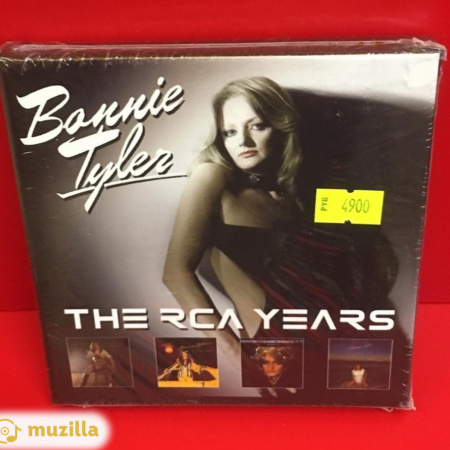 Bonnie
Tyler
РУБ 4900
THE RCA YEARS
muzilla